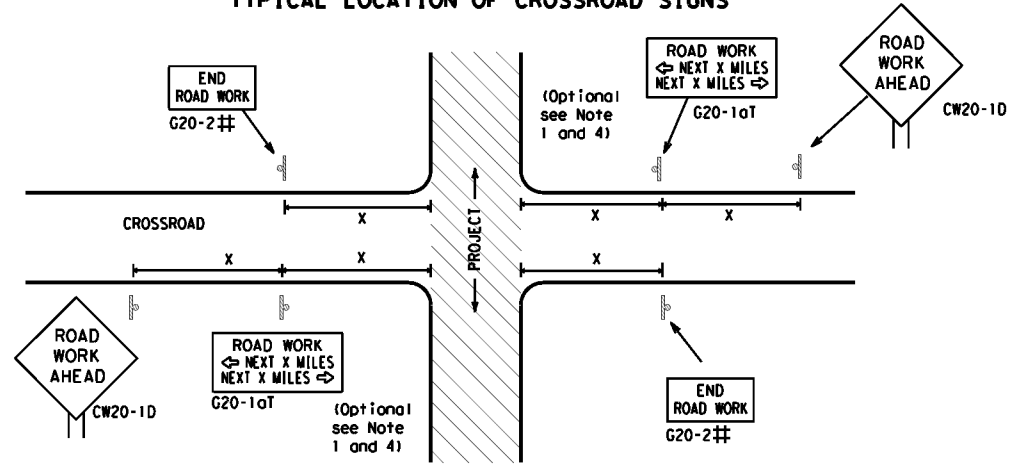 TYPICAL LOCATION OF CROSSROAD SIGNS
END
ROAD WORK
G20-2#
(Optional
see Note
1 and 4)
ROAD WORK
⇦ NEXT X MILES
NEXT X MILES ⇨
G20-1aT
ROAD
WORK
AHEAD
CW20-1D
CROSSROAD
X
X
X
PROJECT
X
X
X
ROAD
WORK
AHEAD
CW20-1D
ROAD WORK
⇦ NEXT X MILES
NEXT X MILES ⇨
G20-1aT
(Optional
see Note
1 and 4)
END
ROAD WORK
G20-2#